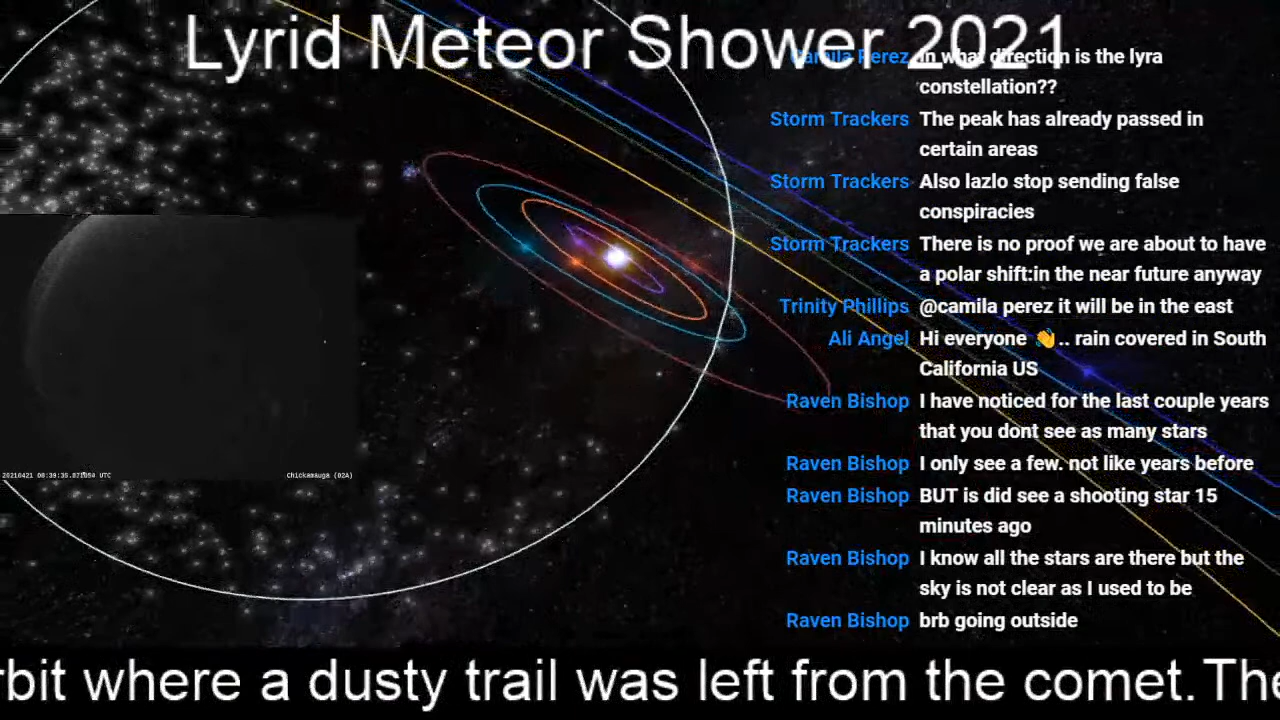 Lyrid Meteor Shower 2021
Camila Perez In what direction is the lyra
constellation??
Storm Trackers The peak has already passed in
certain areas
Storm Trackers Also lazlo stop sending false
conspiracies
Storm Trackers There is no proof we are about to have
a polar shift:in the near future anyway
Trinity Phillips @camila perez it will be in the east
Ali Angel Hi everyone 👋.. rain covered in South
California US
Raven Bishop I have noticed for the last couple years
that you dont see as many stars
Raven Bishop I only see a few. not like years before
Raven Bishop BUT is did see a shooting star 15
minutes ago
Raven Bishop I know all the stars are there but the
sky is not clear as I used to be
Raven Bishop brb going outside
UTC
Chickamauga (02A)
rbit where a dusty trail was left from the comet. The